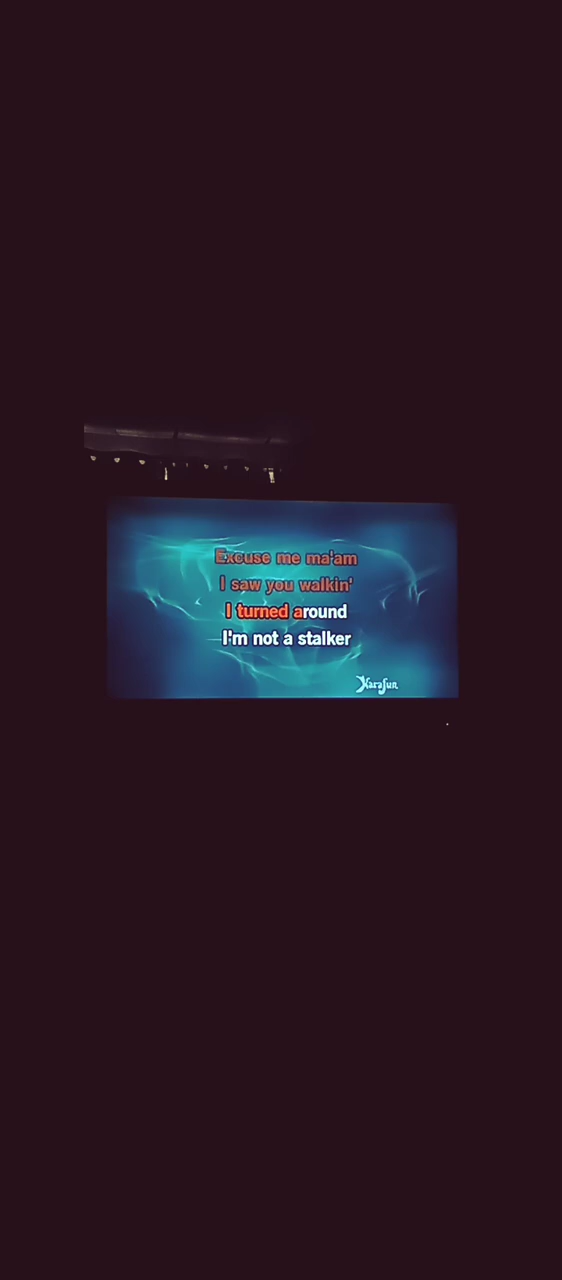 Excuse me ma'am
I saw you walkin'
I turned around
I'm not a stalker
KaraFun